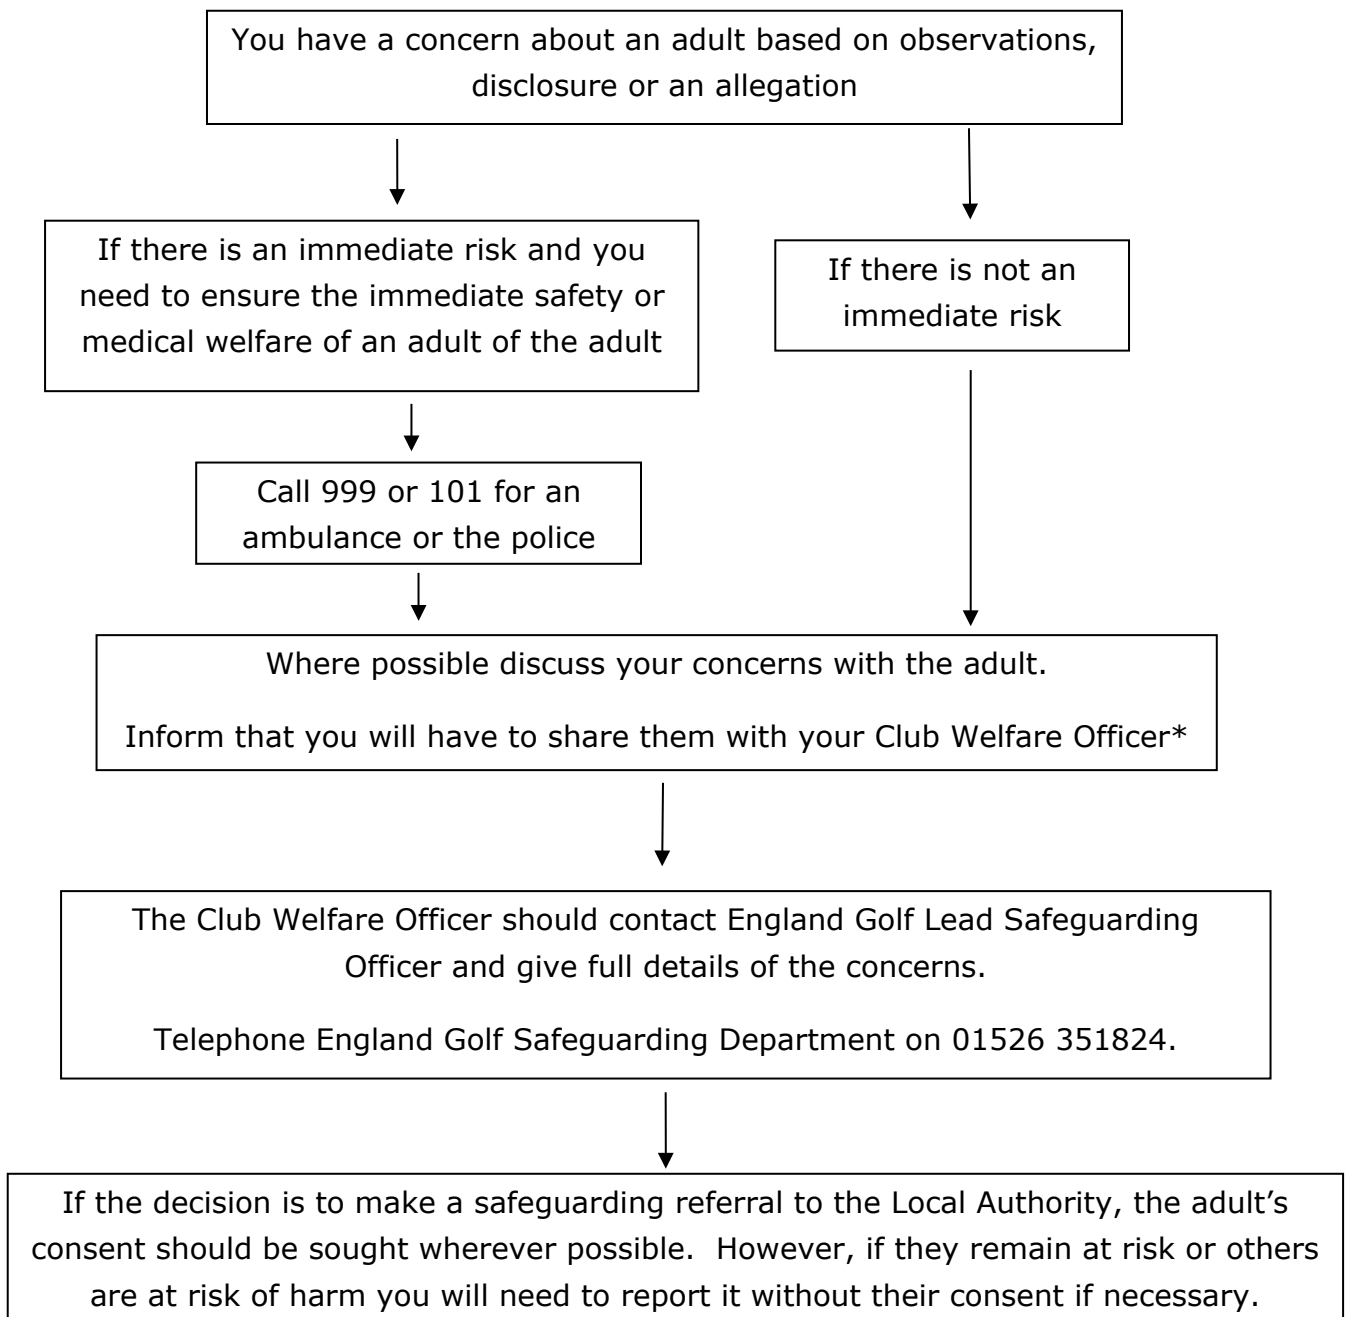 You have a concern about an adult based on observations,
disclosure or an allegation
If there is an immediate risk and you
need to ensure the immediate safety or
medical welfare of an adult of the adult
If there is not an
immediate risk
Call 999 or 101 for an
ambulance or the police
Where possible discuss your concerns with the adult.
Inform that you will have to share them with your Club Welfare Officer*
The Club Welfare Officer should contact England Golf Lead Safeguarding
Officer and give full details of the concerns.
Telephone England Golf Safeguarding Department on 01526 351824.
If the decision is to make a safeguarding referral to the Local Authority, the adult’s
consent should be sought wherever possible.  However, if they remain at risk or others
are at risk of harm you will need to report it without their consent if necessary.